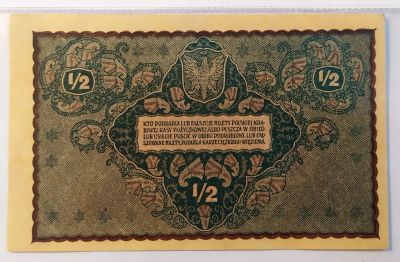 1/2
1/2
KTO PODRABIA LUB FAŁSZUJE BILETY POLSKIEJ KRA-
JOWEJ KASY POŻYCZKOWEJ ALBO PUSZCZA W OBIEG
LUB USIŁUJE PUŚCIĆ W OBIEG PODROBIONE LUB FAŁ-
SZOWANE BILETY, PODLEGA KARZE CIĘŻKIEGO WIĘZIENIA.
1/2